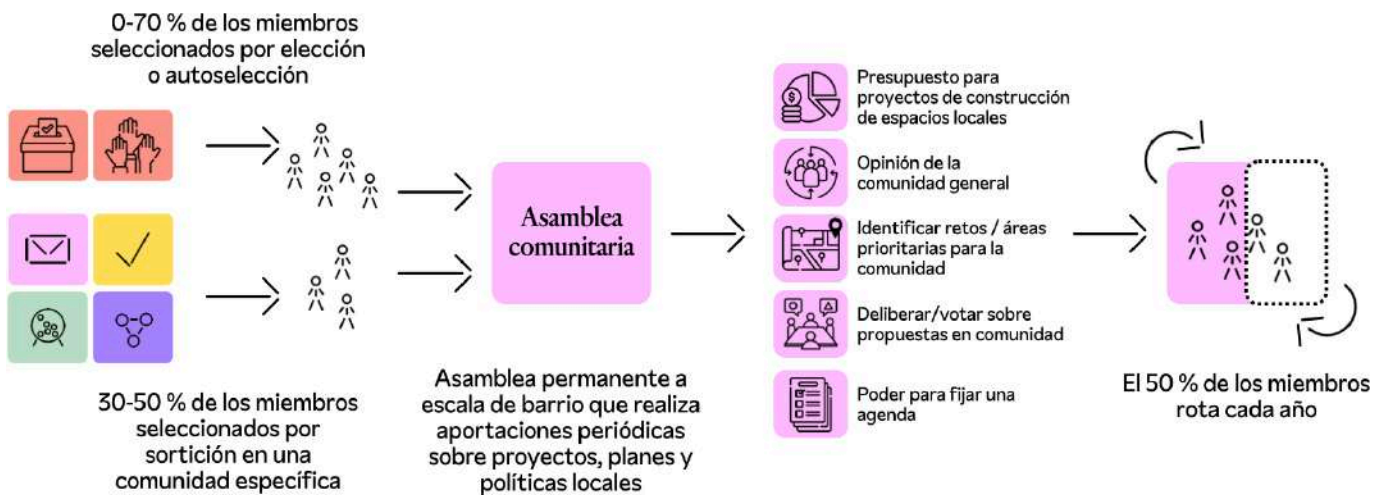 0-70 % de los miembros
seleccionados por elección
o autoselección
30-50 % de los miembros
seleccionados por
sortición en una
comunidad específica
Asamblea
comunitaria
Asamblea permanente a
escala de barrio que realiza
aportaciones periódicas
sobre proyectos, planes y
políticas locales
Presupuesto para
proyectos de construcción
de espacios locales
Opinión de la
comunidad general
Identificar retos / áreas
prioritarias para la
comunidad
Deliberar/votar sobre
propuestas en comunidad
Poder para fijar una
agenda
El 50 % de los miembros
rota cada año